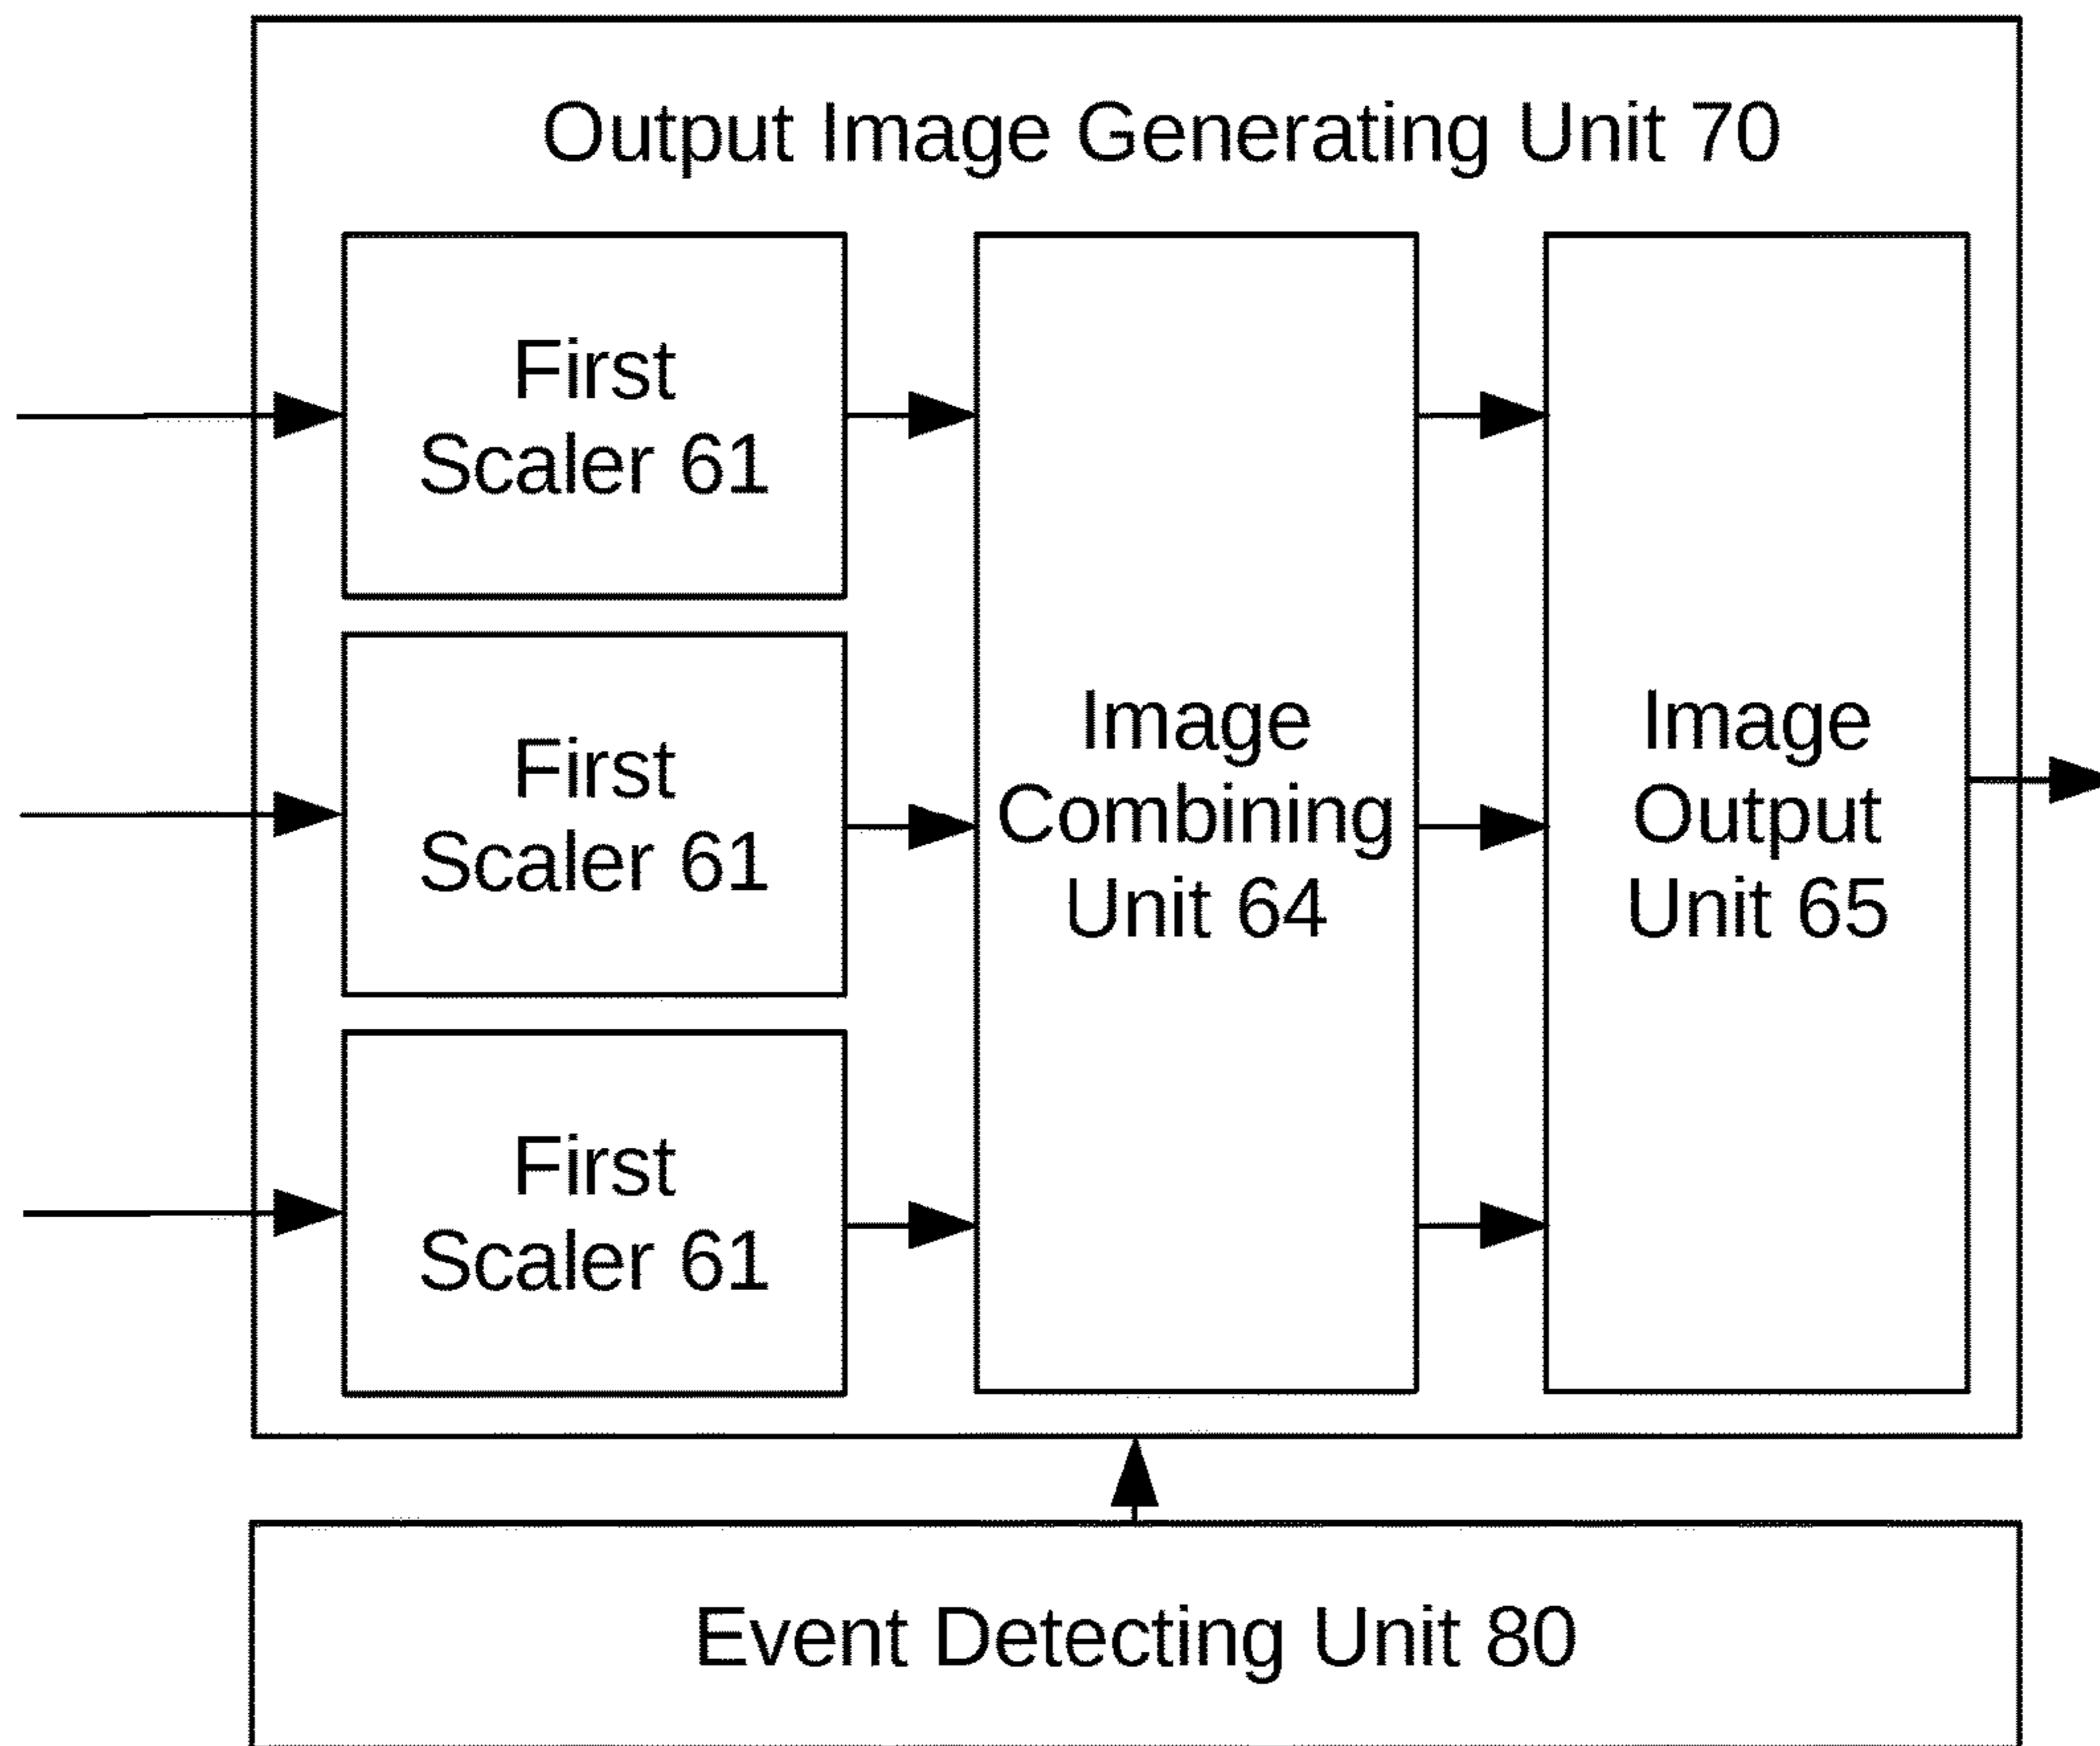 Output Image Generating Unit 70
First
Scaler 61
First
Scaler 61
First
Scaler 61
Image
Combining
Unit 64
Image
Output
Unit 65
Event Detecting Unit 80